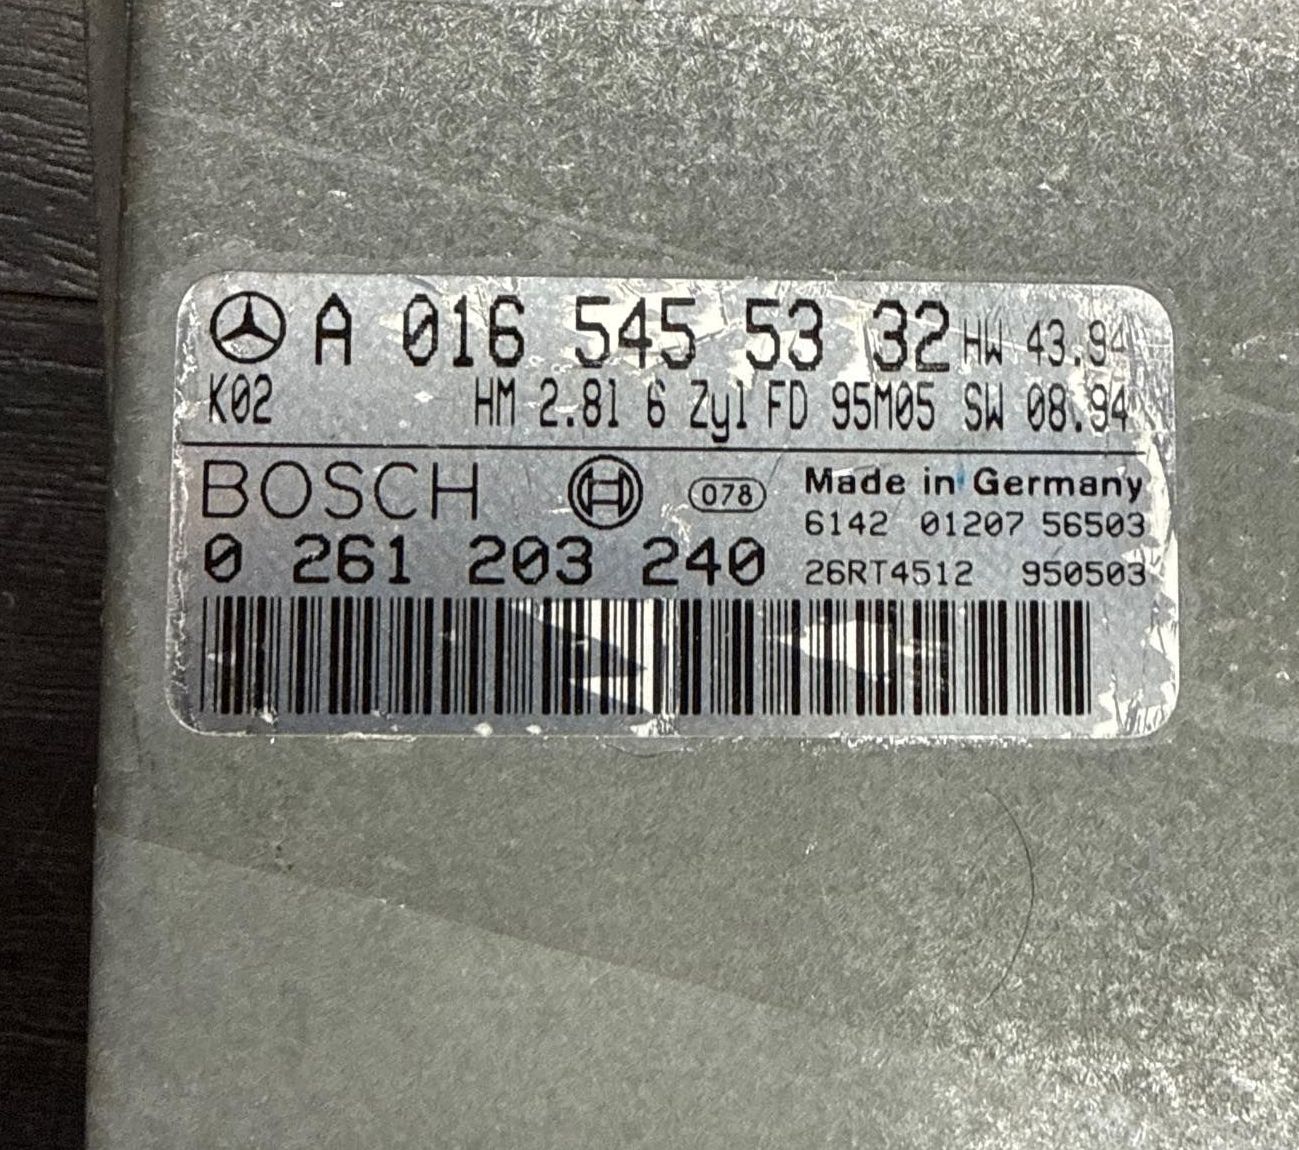 A 016 545 53 32 HW 43.94
K02 HM 2.8l 6 Zyl FD 95M05 SW 08.94
BOSCH 078 Made in Germany
6142 01207 56503
0 261 203 240 26RT4512 950503